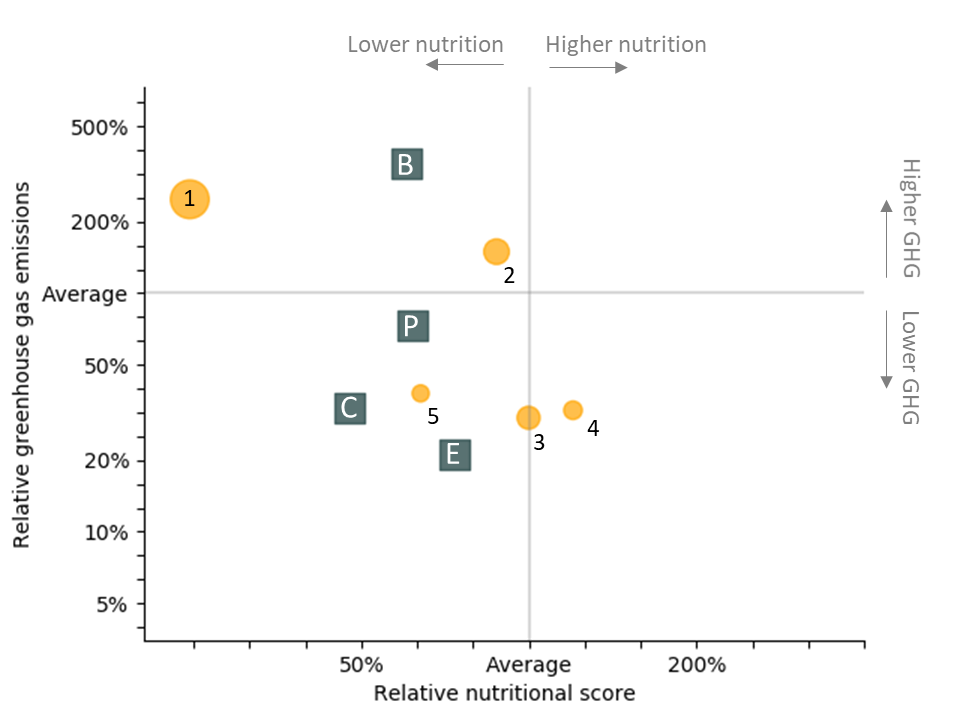 Lower nutrition
Higher nutrition
500%
200%
Average
50%
20%
10%
5%
Relative greenhouse gas emissions
B
1
2
P
C
5
3
4
E
Higher GHG
Lower GHG
50%
Average
200%
Relative nutritional score